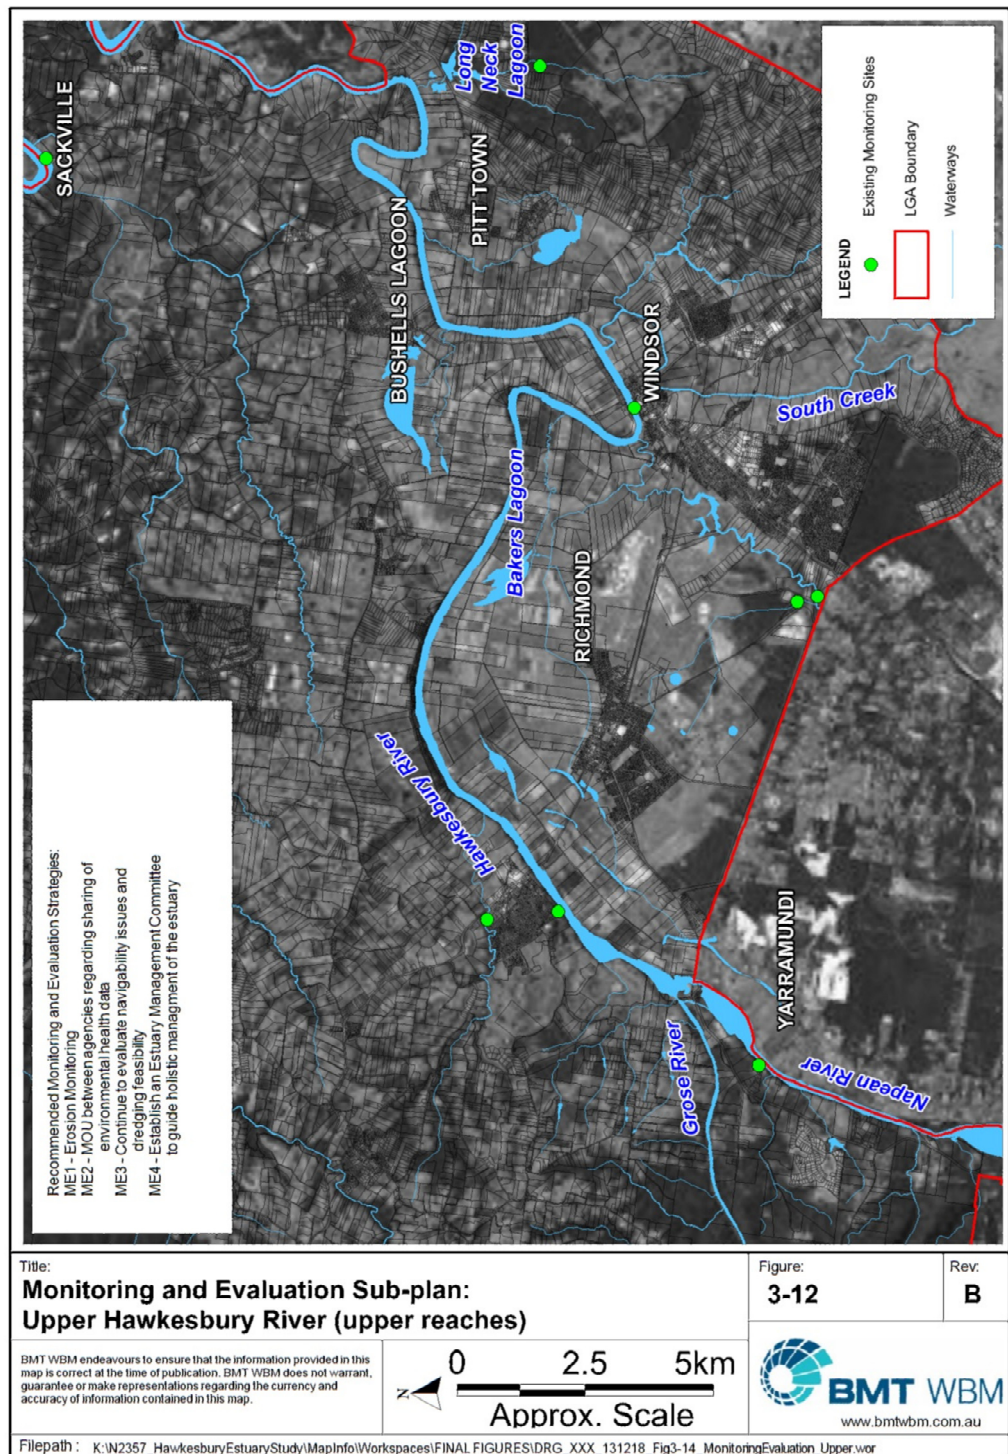 Recommended Monitoring and Evaluation Strategies:
ME1 - Erosion Monitoring
ME2 - MOU between agencies regarding sharing of
environmental health data
ME3 - Continue to evaluate navigability issues and
dredging feasibility
ME4 - Establish an Estuary Management Committee
to guide holistic managment of the estuary
SACKVILLE
Long
Neck
Lagoon
PITT TOWN
BUSHELLS LAGOON
WINDSOR
South Creek
Bakers Lagoon
RICHMOND
Hawkesbury River
YARRAMUNDI
Grose River
Napean River
LEGEND
Existing Monitoring Sites
LGA Boundary
Waterways
Title:
Monitoring and Evaluation Sub-plan:
Upper Hawkesbury River (upper reaches)
Figure:
3-12
Rev:
B
BMT WBM endeavours to ensure that the information provided in this
map is correct at the time of publication. BMT WBM does not warrant,
guarantee or make representations regarding the currency and
accuracy of information contained in this map.
N
0 2.5 5km
Approx. Scale
BMT WBM
www.bmtwbm.com.au
Filepath : K:\N2357_HawkesburyEstuaryStudy\MapInfo\Workspaces\FINAL FIGURES\DRG_XXX_131218_Fig3-14_MonitoringEvaluation_Upper.wor